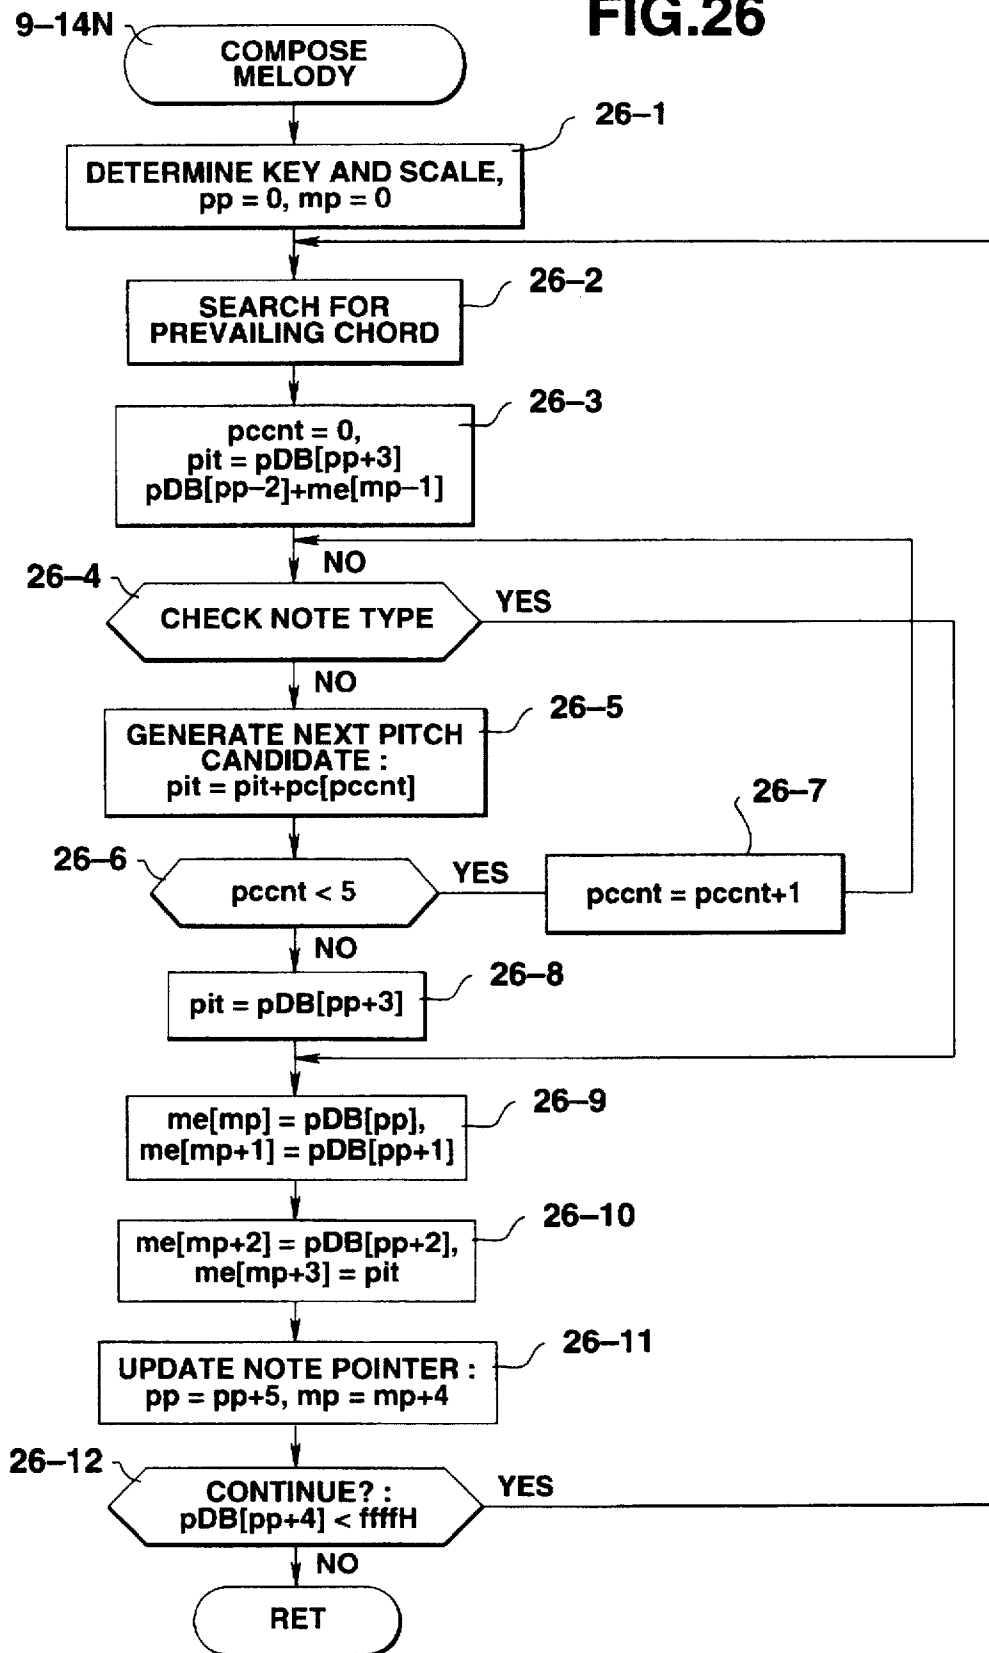 FIG.26
9–14N
COMPOSE
MELODY
26–1
DETERMINE KEY AND SCALE,
pp = 0, mp = 0
26–2
SEARCH FOR
PREVAILING CHORD
26–3
pccnt = 0,
pit = pDB[pp+3]
pDB[pp–2]+me[mp–1]
NO
26–4
CHECK NOTE TYPE
YES
NO
26–5
GENERATE NEXT PITCH
CANDIDATE :
pit = pit+pc[pccnt]
26–6
pccnt < 5
YES
26–7
pccnt = pccnt+1
NO
26–8
pit = pDB[pp+3]
26–9
me[mp] = pDB[pp],
me[mp+1] = pDB[pp+1]
26–10
me[mp+2] = pDB[pp+2],
me[mp+3] = pit
26–11
UPDATE NOTE POINTER :
pp = pp+5, mp = mp+4
26–12
CONTINUE? :
pDB[pp+4] < ffffH
YES
NO
RET